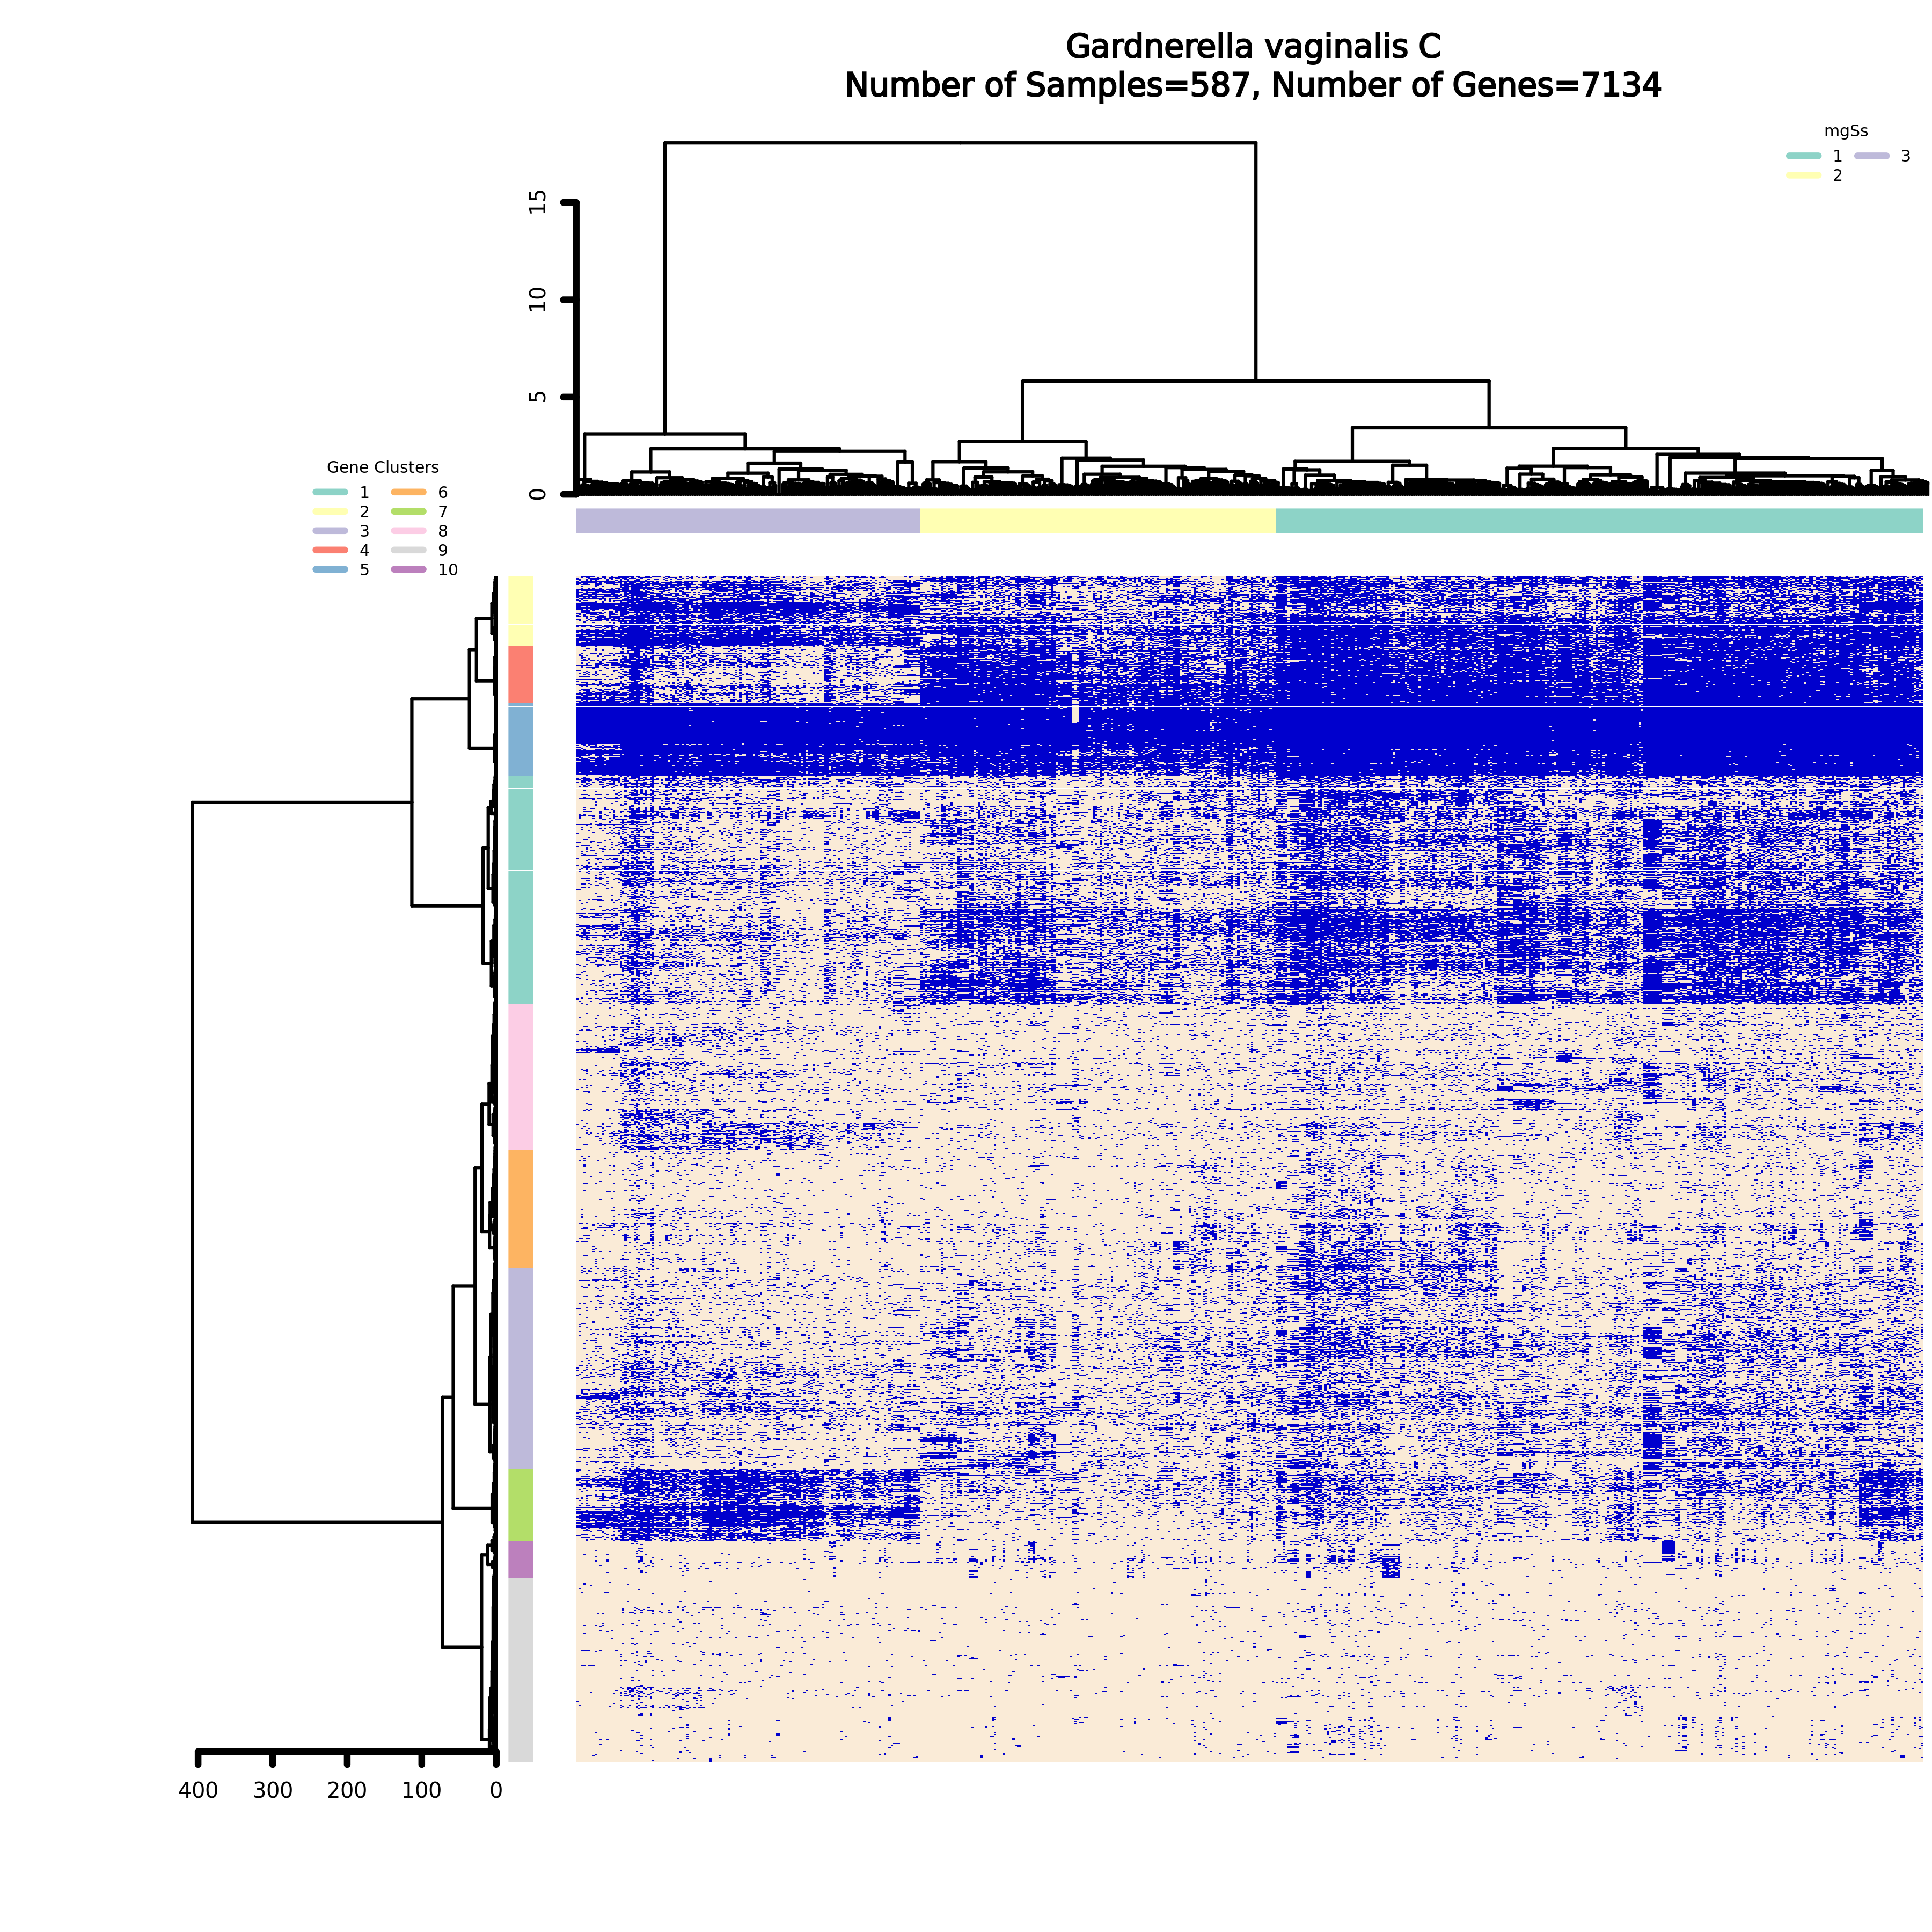 Gardnerella vaginalis C
Number of Samples=587, Number of Genes=7134
mgSs
1 3
2
15
10
5
0
Gene Clusters
1 6
2 7
3 8
4 9
5 10
400 300 200 100 0